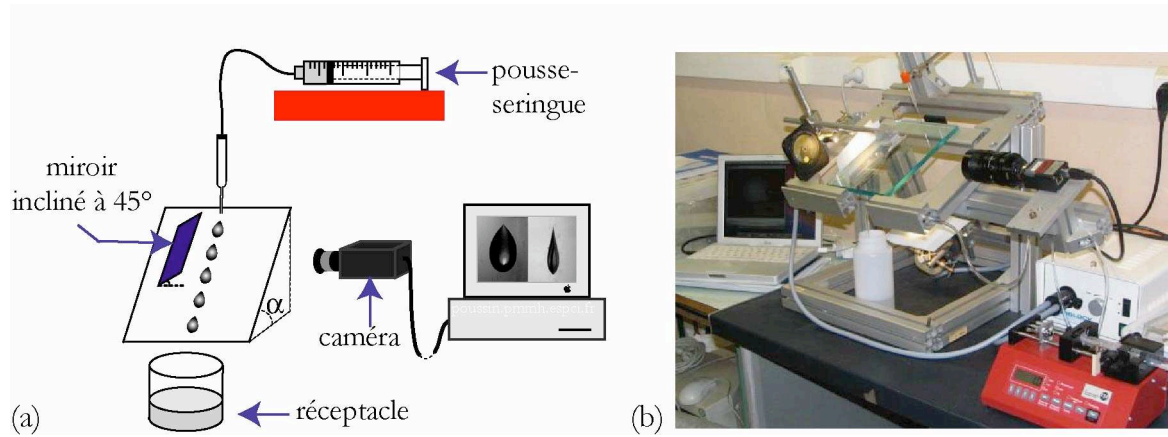 pousse-
seringue
miroir
incliné à 45°
α
caméra
réceptacle
(a)
(b)